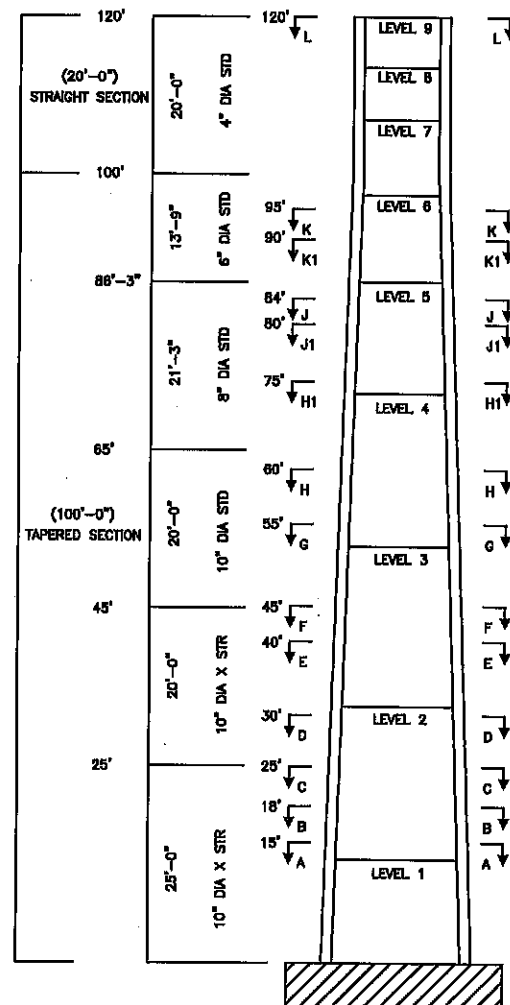 120'
120'
L
LEVEL 9
L
(20'-0")
STRAIGHT SECTION
20'-0"
4" DIA STD
LEVEL 8
LEVEL 7
100'
13'-9"
6" DIA STD
95'
K
LEVEL 6
K
90'
K1
K1
86'-3"
21'-3"
8" DIA STD
84'
J
LEVEL 5
J
80'
J1
J1
75'
H1
H1
LEVEL 4
65'
60'
H
H
(100'-0")
TAPERED SECTION
20'-0"
10" DIA STD
55'
G
G
LEVEL 3
45'
45'
F
F
20'-0"
10" DIA X STR
40'
E
E
30'
D
LEVEL 2
D
25'
25'
C
C
18'
B
B
25'-0"
10" DIA X STR
15'
A
A
LEVEL 1